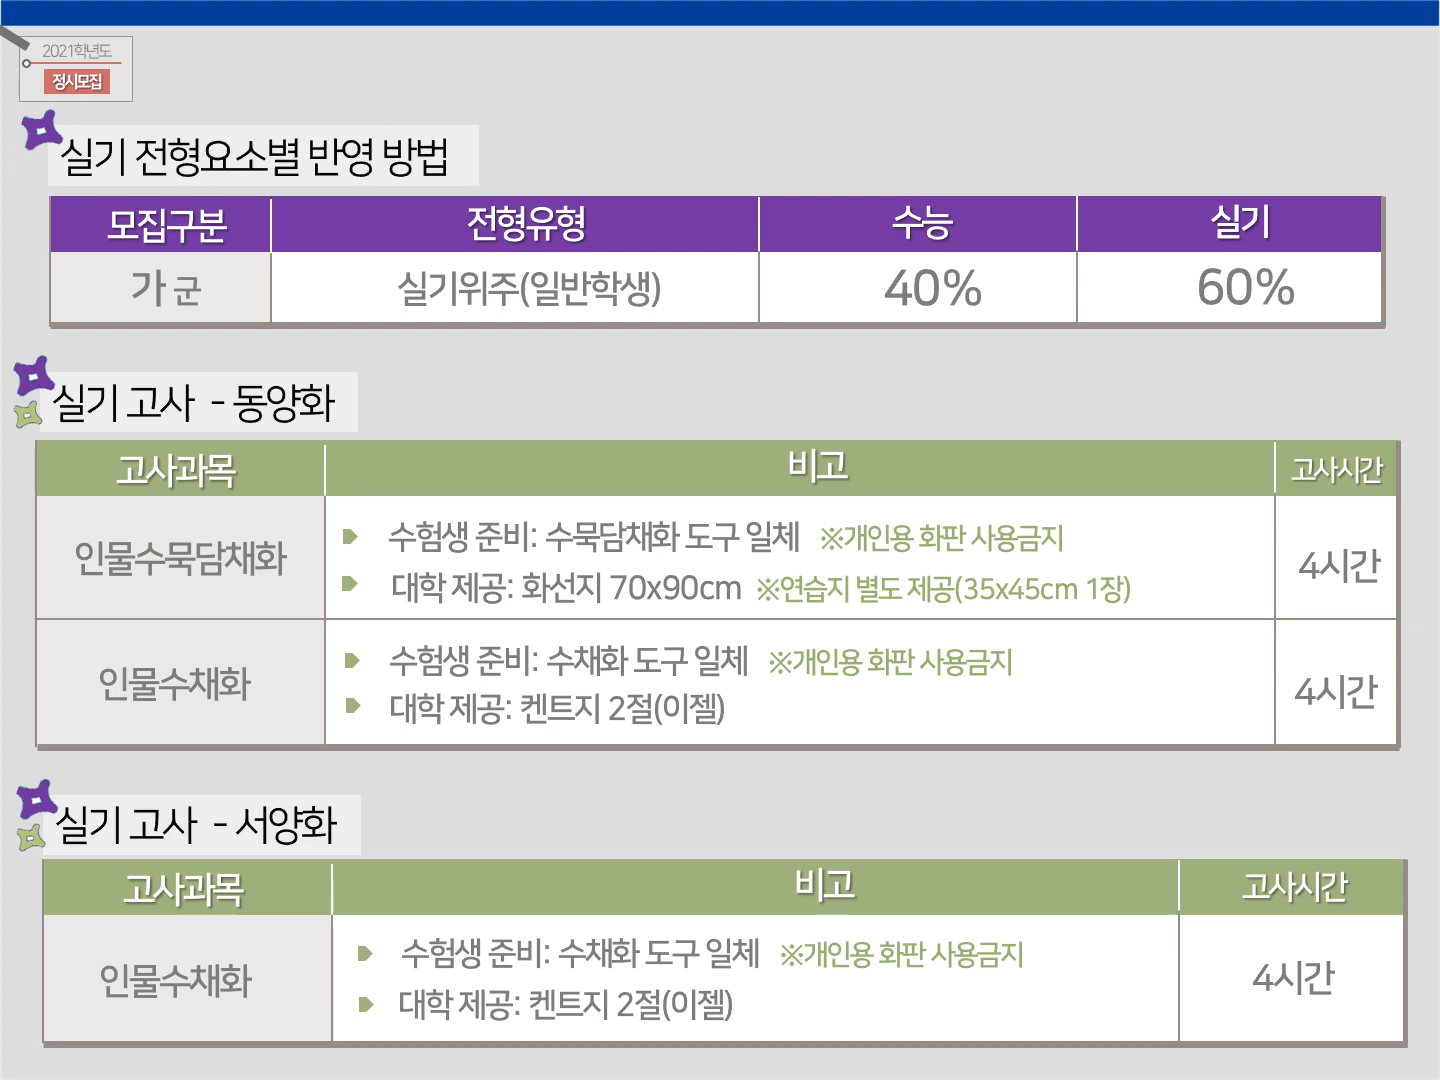 2021학년도
정시모집
실기 전형요소별 반영 방법
모집구분 전형유형 수능 실기
가 군 실기위주(일반학생) 40% 60%
실기 고사 - 동양화
고사과목 비고 고사시간
인물수묵담채화
수험생 준비: 수묵담채화 도구 일체 ※개인용 화판 사용금지
대학 제공: 화선지 70x90cm ※연습지 별도 제공(35x45cm 1장)
4시간
인물수채화
수험생 준비: 수채화 도구 일체 ※개인용 화판 사용금지
대학 제공: 켄트지 2절(이젤)
4시간
실기 고사 - 서양화
고사과목 비고 고사시간
인물수채화
수험생 준비: 수채화 도구 일체 ※개인용 화판 사용금지
대학 제공: 켄트지 2절(이젤)
4시간